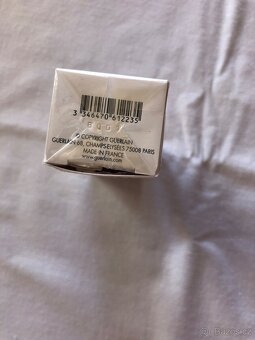 3 346470 612235
© COPYRIGHT GUERLAIN
GUERLAIN 68, CHAMPS-ELYSEES 75008 PARIS
MADE IN FRANCE
www.guerlain.com